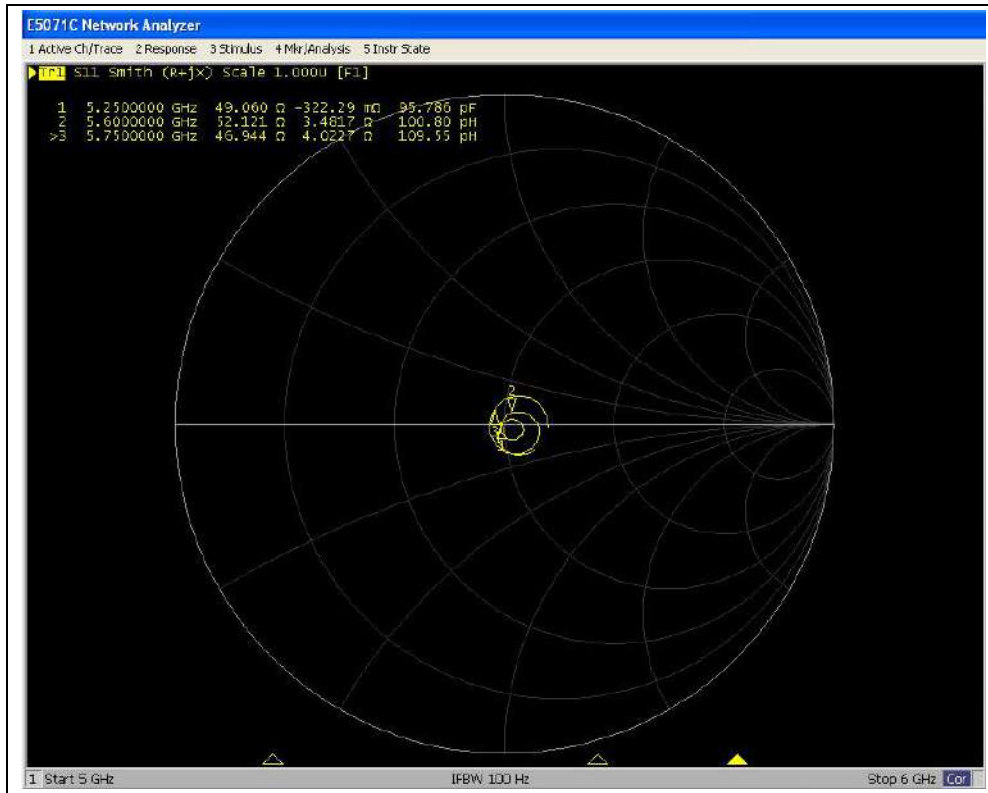 E5071C Network Analyzer
1 Active Ch/Trace 2 Response 3 Stimulus 4 Mkr/Analysis 5 Instr State
Tr1 S11 Smith (R+jX) Scale 1.000U [F1]
1 5.2500000 GHz 49.060 Ω -322.29 mΩ 95.786 pF
2 5.6000000 GHz 52.121 Ω 3.4817 Ω 100.80 pH
>3 5.7500000 GHz 46.944 Ω 4.0227 Ω 109.55 pH
2
1 Start 5 GHz IFBW 100 Hz Stop 6 GHz Cor